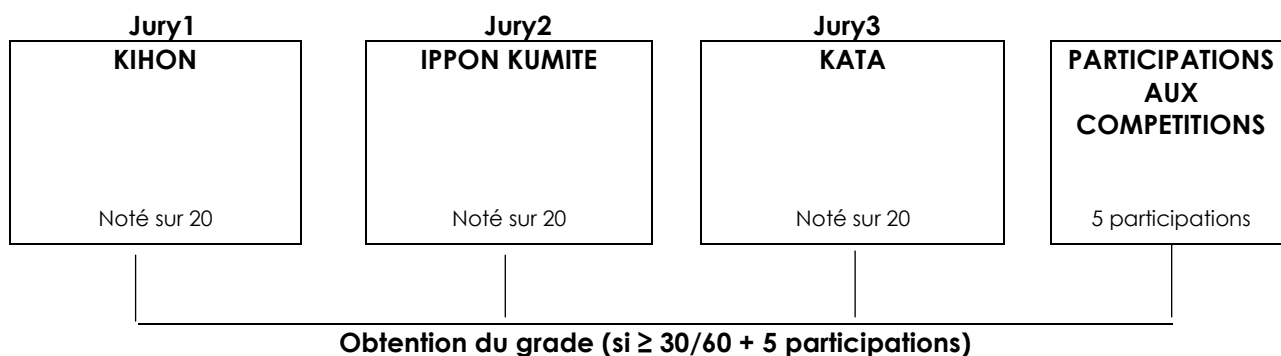 Jury1
KIHON
Noté sur 20
Jury2
IPPON KUMITE
Noté sur 20
Jury3
KATA
Noté sur 20
PARTICIPATIONS
AUX
COMPETITIONS
5 participations
Obtention du grade (si ≥ 30/60 + 5 participations)